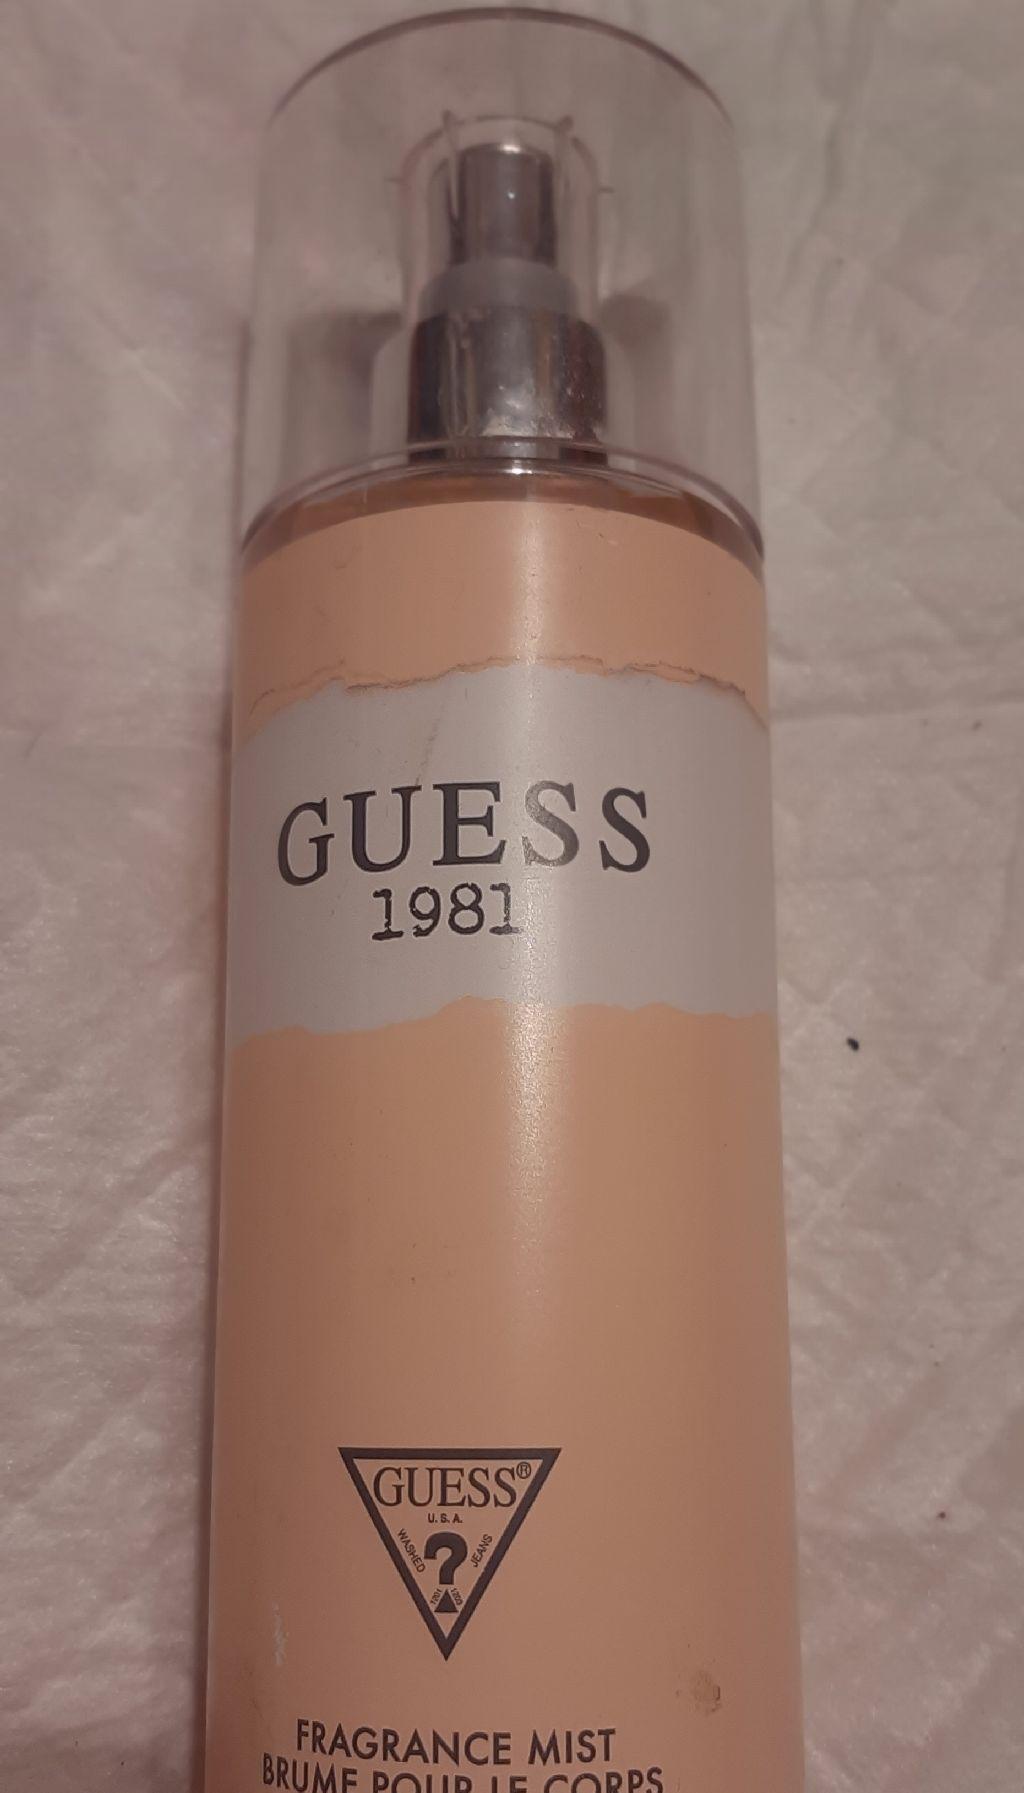 GUESS
1981
GUESS®
U.S.A.
WASHED
?
JEANS
FRAGRANCE MIST
BRUME POUR LE CORPS